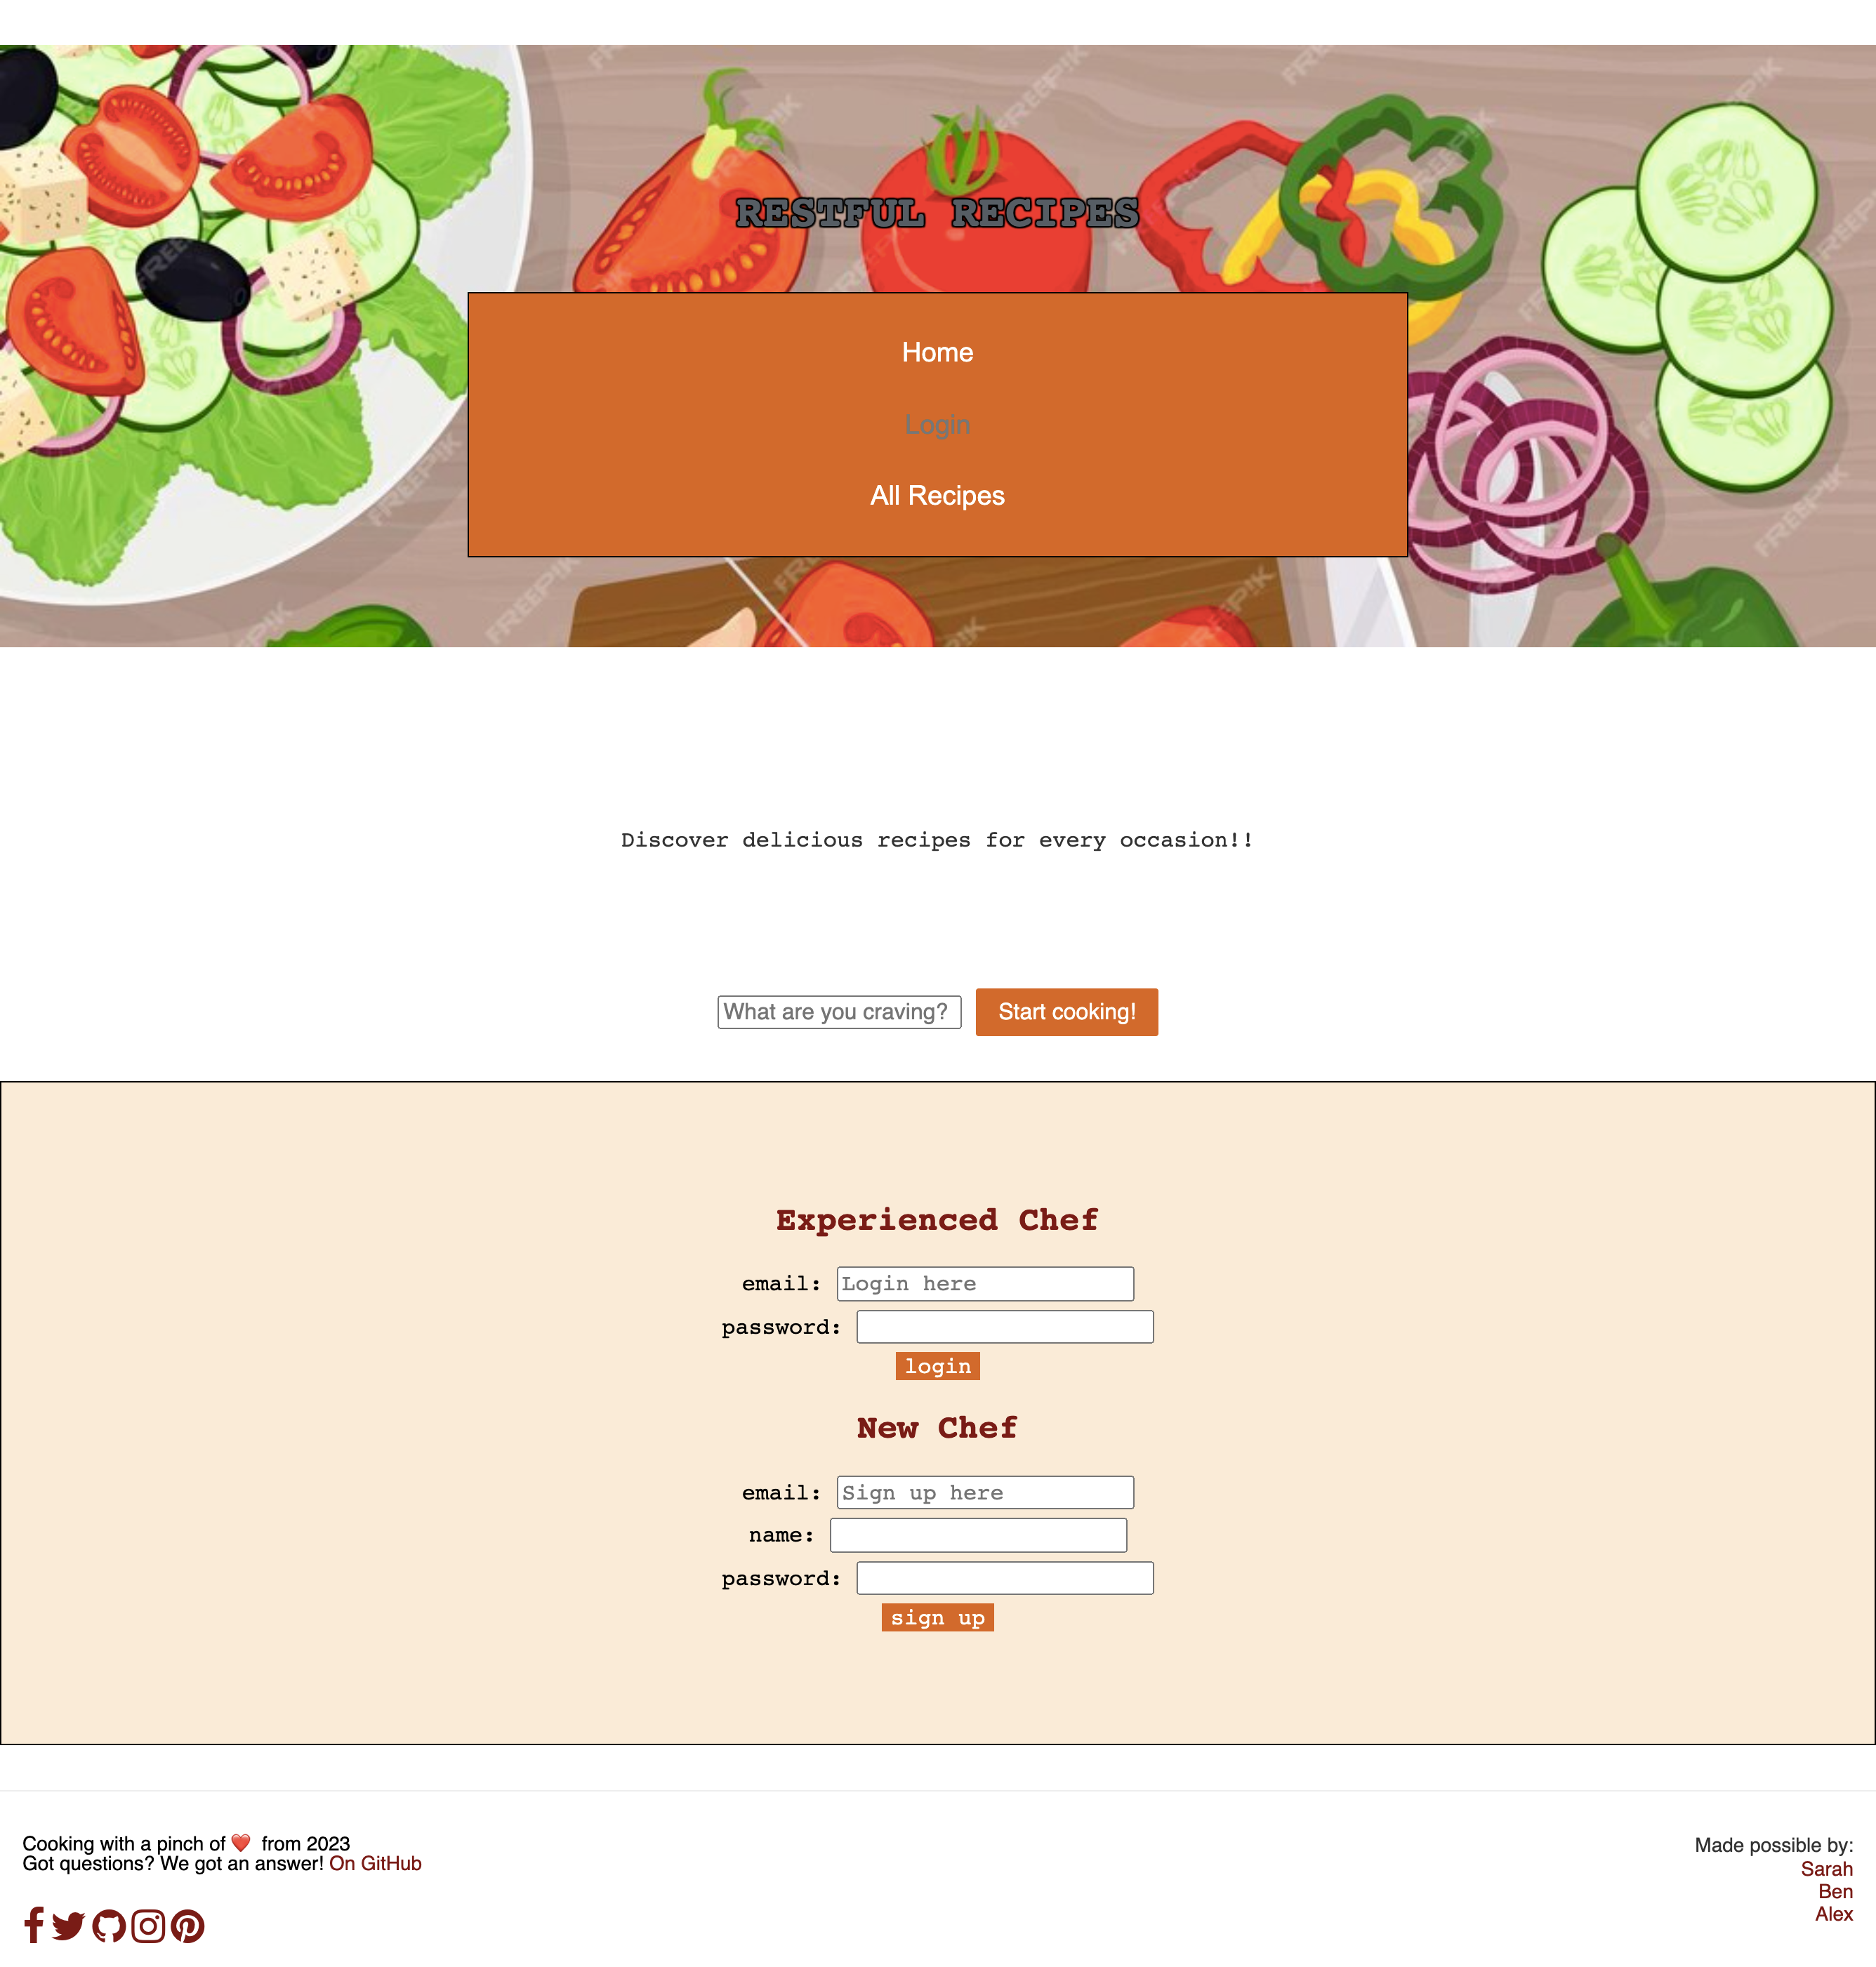 RESTFUL RECIPES
Home
Login
All Recipes
Discover delicious recipes for every occasion!!
What are you craving? Start cooking!
Experienced Chef
email: Login here
password:
login
New Chef
email: Sign up here
name:
password:
sign up
Cooking with a pinch of ❤️ from 2023
Got questions? We got an answer! On GitHub
Made possible by:
Sarah
Ben
Alex
FREEPIK